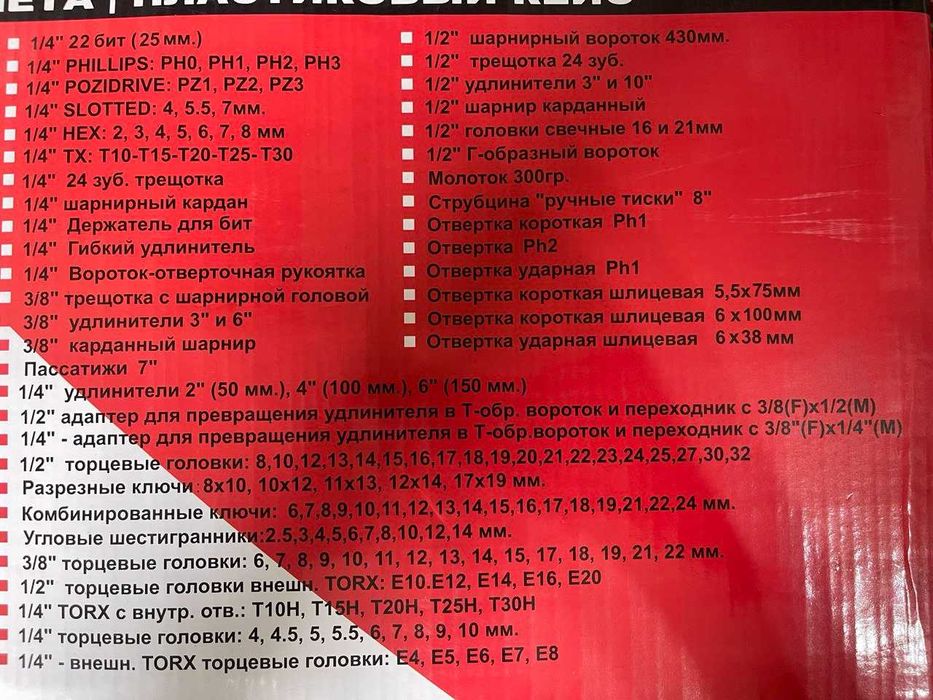 ПЛАСТИКОВЫЙ КЕЙС
1/4" 22 бит (25 мм.)
1/4" PHILLIPS: PH0, PH1, PH2, PH3
1/4" POZIDRIVE: PZ1, PZ2, PZ3
1/4" SLOTTED: 4, 5.5, 7мм.
1/4" HEX: 2, 3, 4, 5, 6, 7, 8 мм
1/4" TX: T10-T15-T20-T25- T30
1/4" 24 зуб. трещотка
1/4" шарнирный кардан
1/4" Держатель для бит
1/4" Гибкий удлинитель
1/4" Вороток-отверточная рукоятка
3/8" трещотка с шарнирной головой
3/8" удлинители 3" и 6"
3/8" карданный шарнир
Пассатижи 7"
1/2" шарнирный вороток 430мм.
1/2" трещотка 24 зуб.
1/2" удлинители 3" и 10"
1/2" шарнир карданный
1/2" головки свечные 16 и 21мм
1/2" Г-образный вороток
Молоток 300гр.
Струбцина "ручные тиски" 8"
Отвертка короткая Ph1
Отвертка Ph2
Отвертка ударная Ph1
Отвертка короткая шлицевая 5,5x75мм
Отвертка короткая шлицевая 6 x100мм
Отвертка ударная шлицевая 6x38 мм
1/4" удлинители 2" (50 мм.), 4" (100 мм.), 6" (150 мм.)
1/2" адаптер для превращения удлинителя в Т-обр. вороток и переходник с 3/8(F)x1/2(M)
1/4" - адаптер для превращения удлинителя в Т-обр.вороток и переходник с 3/8"(F)x1/4"(M)
1/2" торцевые головки: 8,10,12,13,14,15,16,17,18,19,20,21,22,23,24,25,27,30,32
Разрезные ключи: 8x10, 10x12, 11x13, 12x14, 17x19 мм.
Комбинированные ключи: 6,7,8,9,10,11,12,13,14,15,16,17,18,19,21,22,24 мм.
Угловые шестигранники:2.5,3,4,5,6,7,8,10,12,14 мм.
3/8" торцевые головки: 6, 7, 8, 9, 10, 11, 12, 13, 14, 15, 17, 18, 19, 21, 22 мм.
1/2" торцевые головки внешн. TORX: E10.E12, E14, E16, E20
1/4" TORX с внутр. отв.: T10H, T15H, T20H, T25H, T30H
1/4" торцевые головки: 4, 4.5, 5, 5.5, 6, 7, 8, 9, 10 мм.
1/4" - внешн. TORX торцевые головки: E4, E5, E6, E7, E8